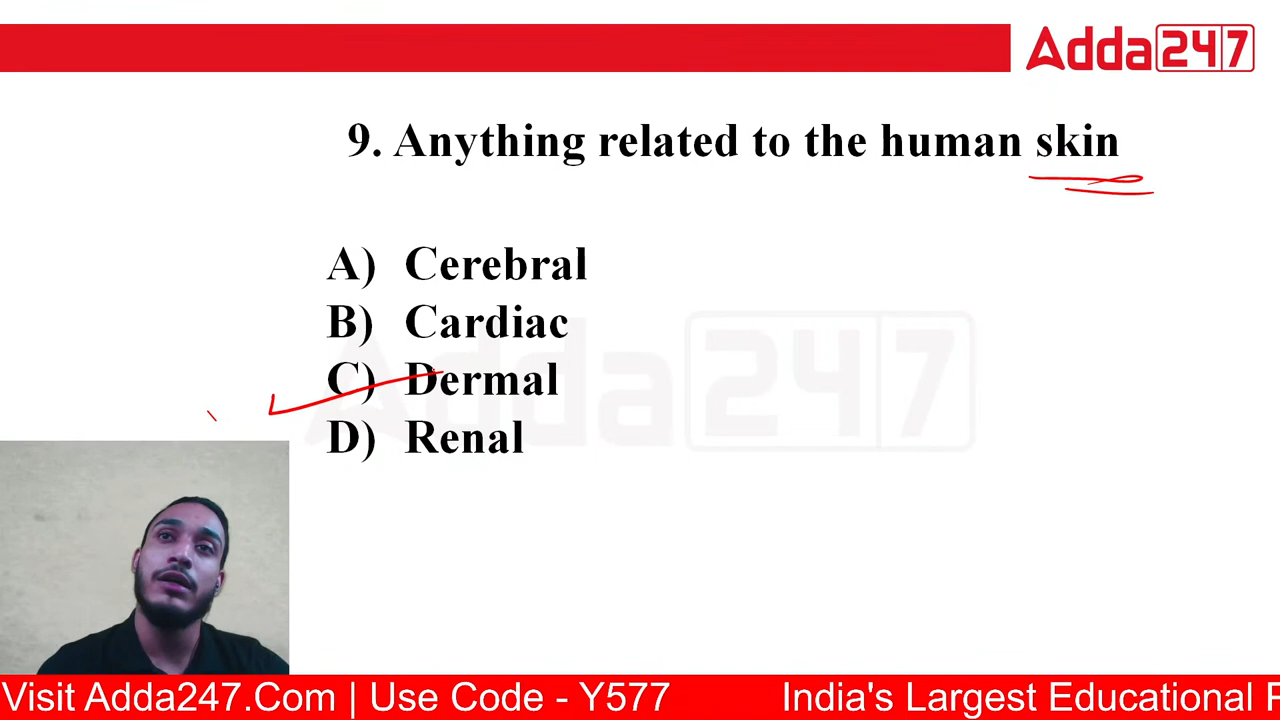 Adda247
9. Anything related to the human skin
A) Cerebral
B) Cardiac
C) Dermal
D) Renal
Adda247
Visit Adda247.Com | Use Code - Y577 India's Largest Educational